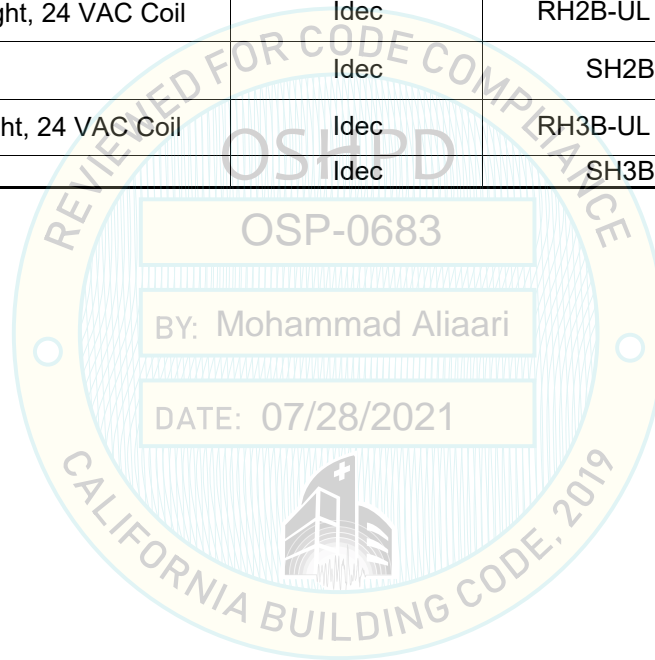 ght, 24 VAC Coil Idec RH2B-UL
Idec SH2B
ht, 24 VAC Coil Idec RH3B-UL
Idec SH3B
REVIEWED FOR CODE COMPLIANCE
OSHPD
OSP-0683
BY: Mohammad Aliaari
DATE: 07/28/2021
CALIFORNIA BUILDING CODE, 2019